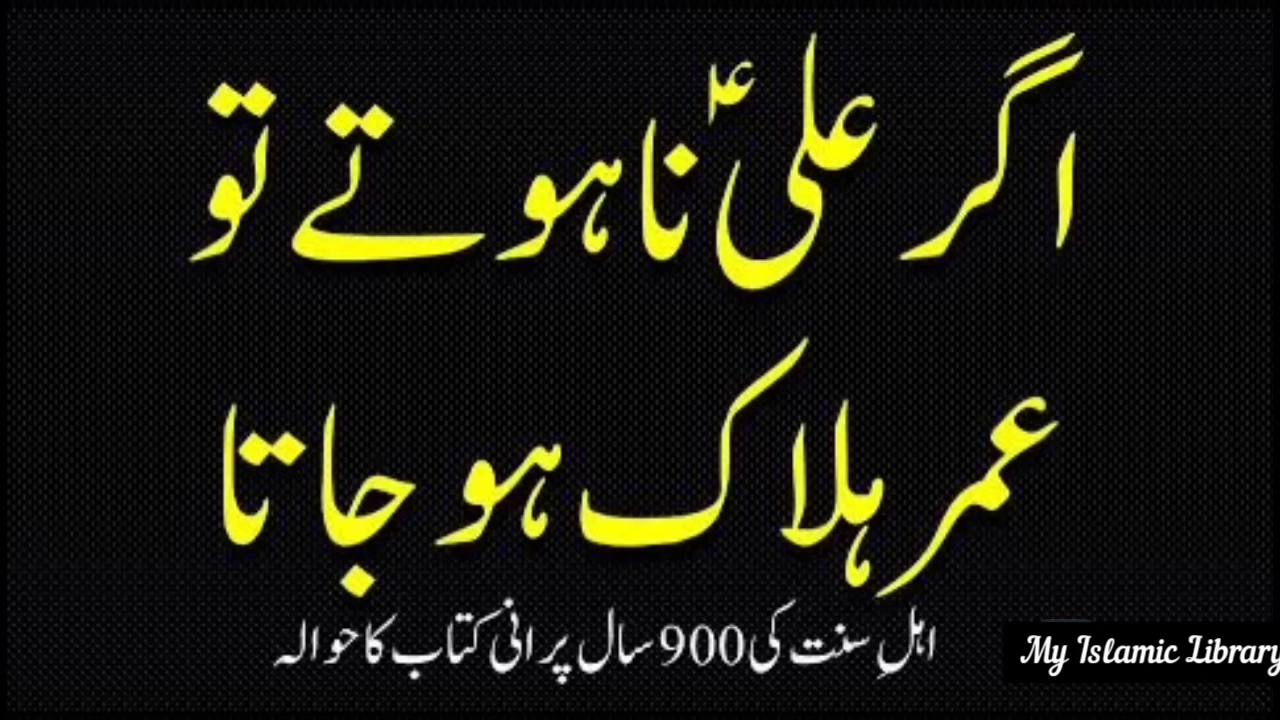 اگر علیؑ نا ہوتے تو
عمر ہلاک ہو جاتا
اہلِ سنت کی 900 سال پرانی کتاب کا حوالہ
My Islamic Library